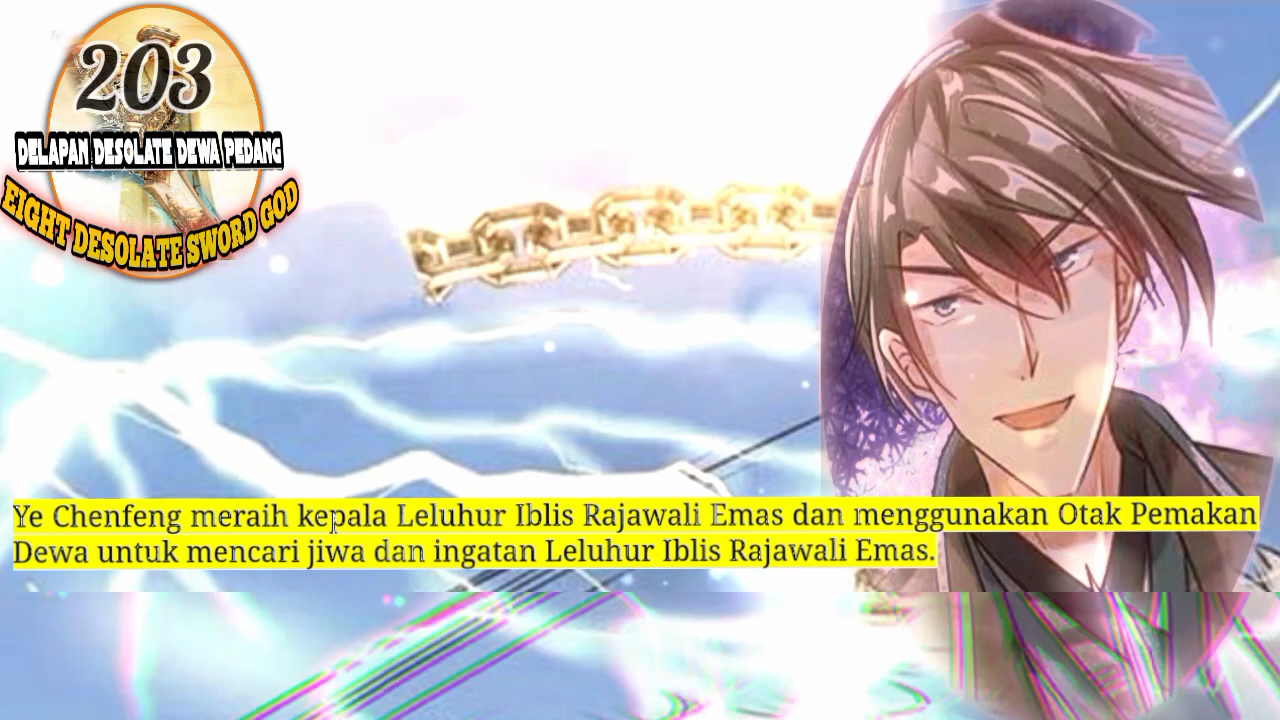 203
DELAPAN DESOLATE DEWA PEDANG
EIGHT DESOLATE SWORD GOD
Ye Chenfeng meraih kepala Leluhur Iblis Rajawali Emas dan menggunakan Otak Pemakan
Dewa untuk mencari jiwa dan ingatan Leluhur Iblis Rajawali Emas.